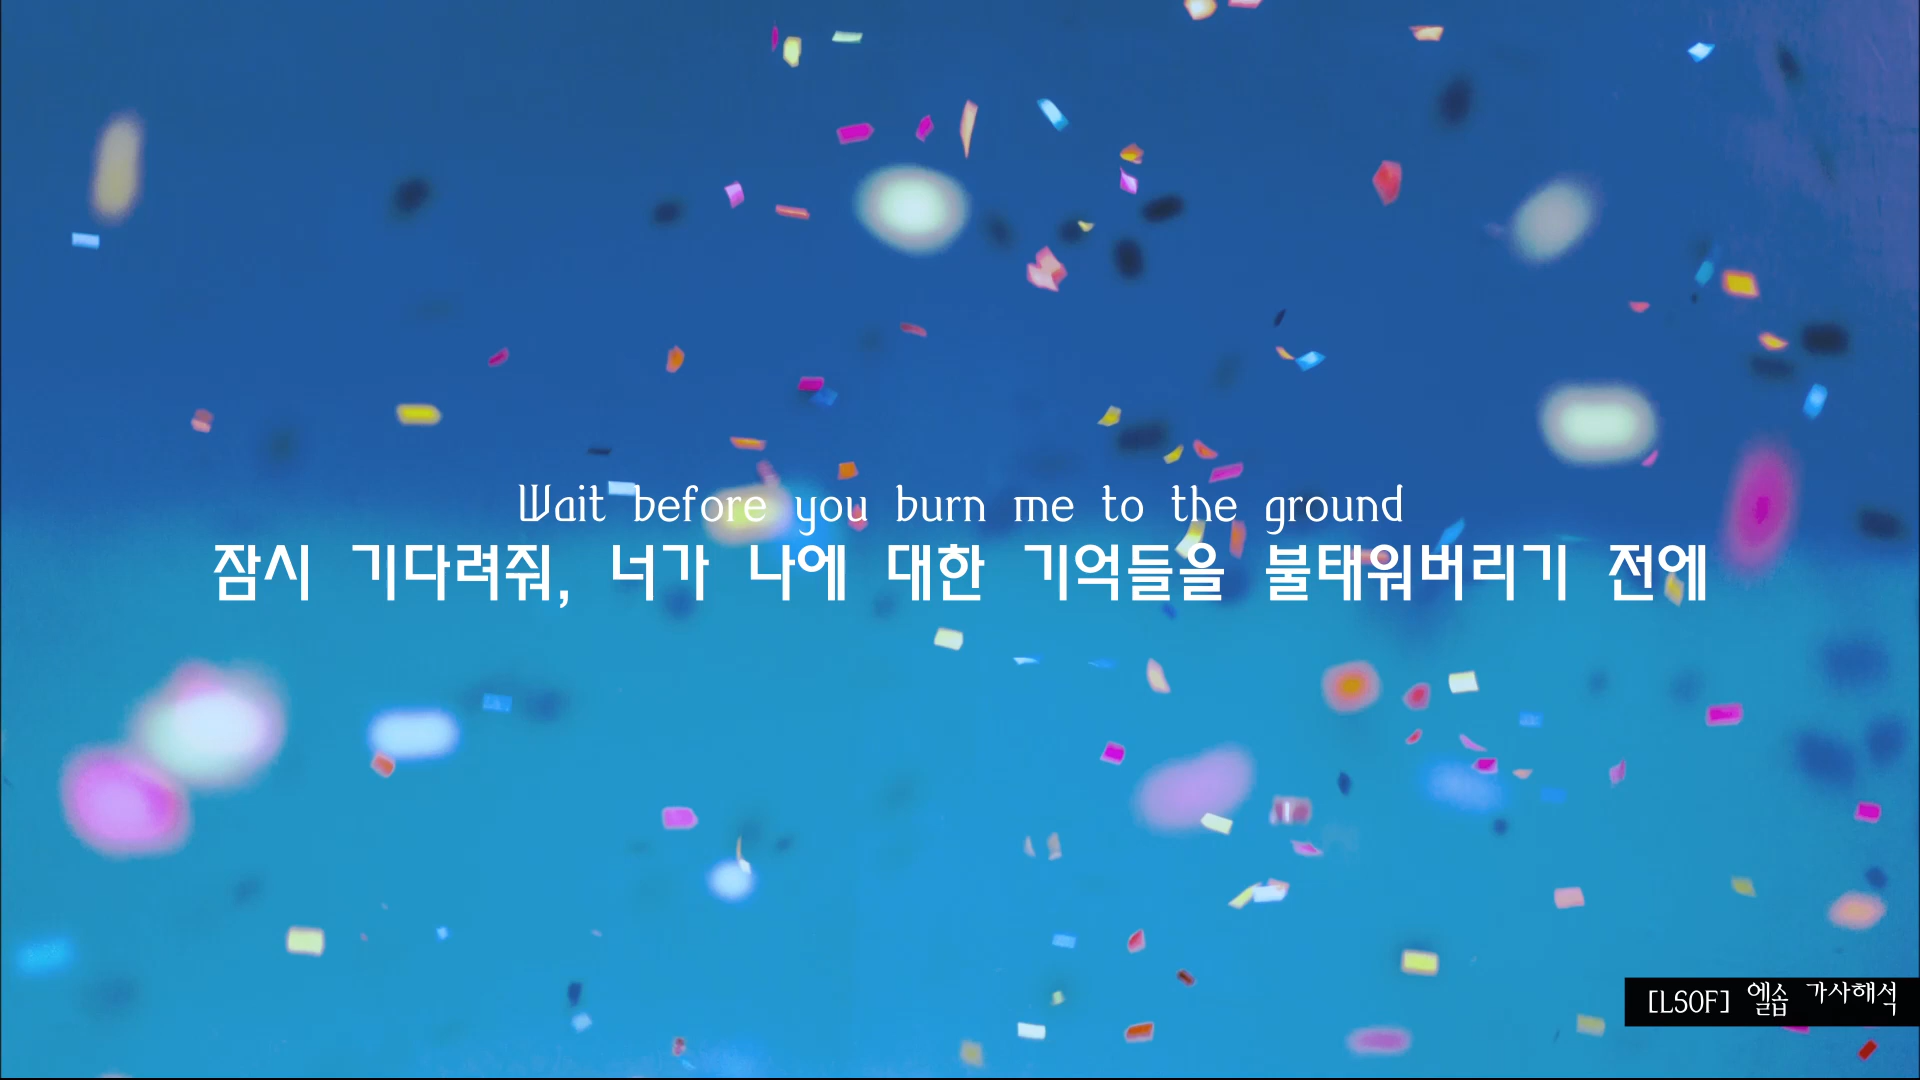 Wait before you burn me to the ground
잠시 기다려줘, 너가 나에 대한 기억들을 불태워버리기 전에
[LSOF] 엘솝 가사해석